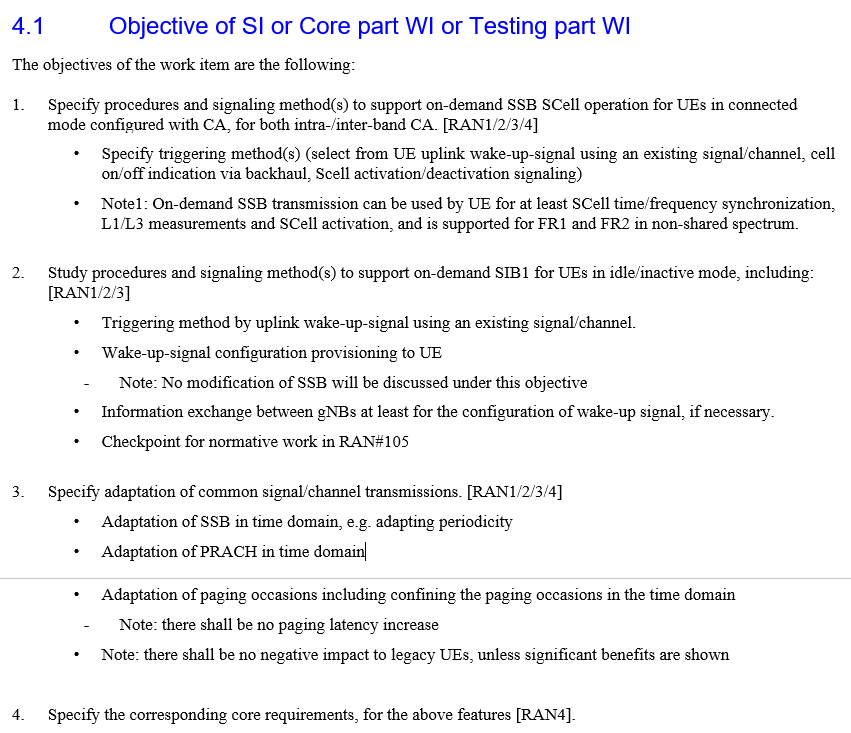 4.1 Objective of SI or Core part WI or Testing part WI
The objectives of the work item are the following:
1. Specify procedures and signaling method(s) to support on-demand SSB SCell operation for UEs in connected
mode configured with CA, for both intra-/inter-band CA. [RAN1/2/3/4]
• Specify triggering method(s) (select from UE uplink wake-up-signal using an existing signal/channel, cell
on/off indication via backhaul, Scell activation/deactivation signaling)
• Note1: On-demand SSB transmission can be used by UE for at least SCell time/frequency synchronization,
L1/L3 measurements and SCell activation, and is supported for FR1 and FR2 in non-shared spectrum.
2. Study procedures and signaling method(s) to support on-demand SIB1 for UEs in idle/inactive mode, including:
[RAN1/2/3]
• Triggering method by uplink wake-up-signal using an existing signal/channel.
• Wake-up-signal configuration provisioning to UE
- Note: No modification of SSB will be discussed under this objective
• Information exchange between gNBs at least for the configuration of wake-up signal, if necessary.
• Checkpoint for normative work in RAN#105
3. Specify adaptation of common signal/channel transmissions. [RAN1/2/3/4]
• Adaptation of SSB in time domain, e.g. adapting periodicity
• Adaptation of PRACH in time domain
• Adaptation of paging occasions including confining the paging occasions in the time domain
- Note: there shall be no paging latency increase
• Note: there shall be no negative impact to legacy UEs, unless significant benefits are shown
4. Specify the corresponding core requirements, for the above features [RAN4].